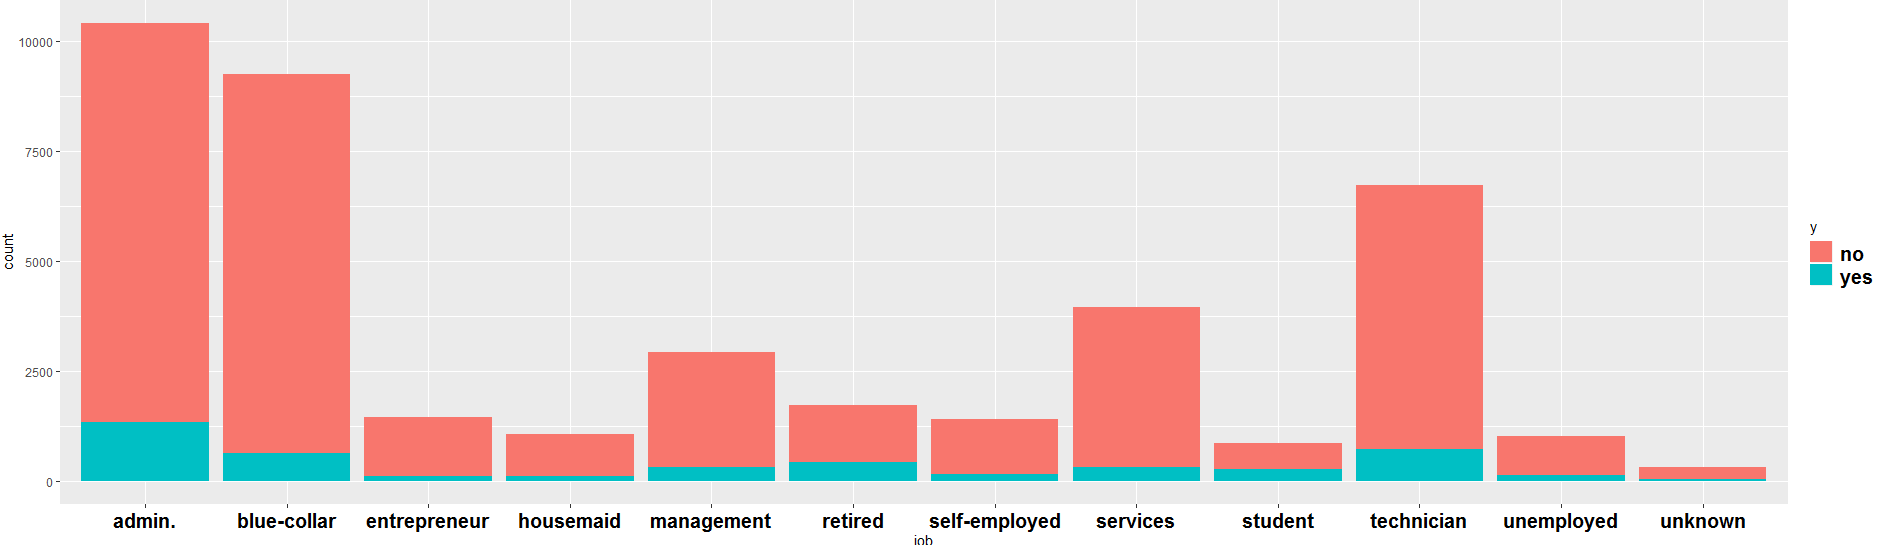 10000
7500
5000
2500
0
count
admin. blue-collar entrepreneur housemaid management retired self-employed services student technician unemployed unknown
job
y
no
yes